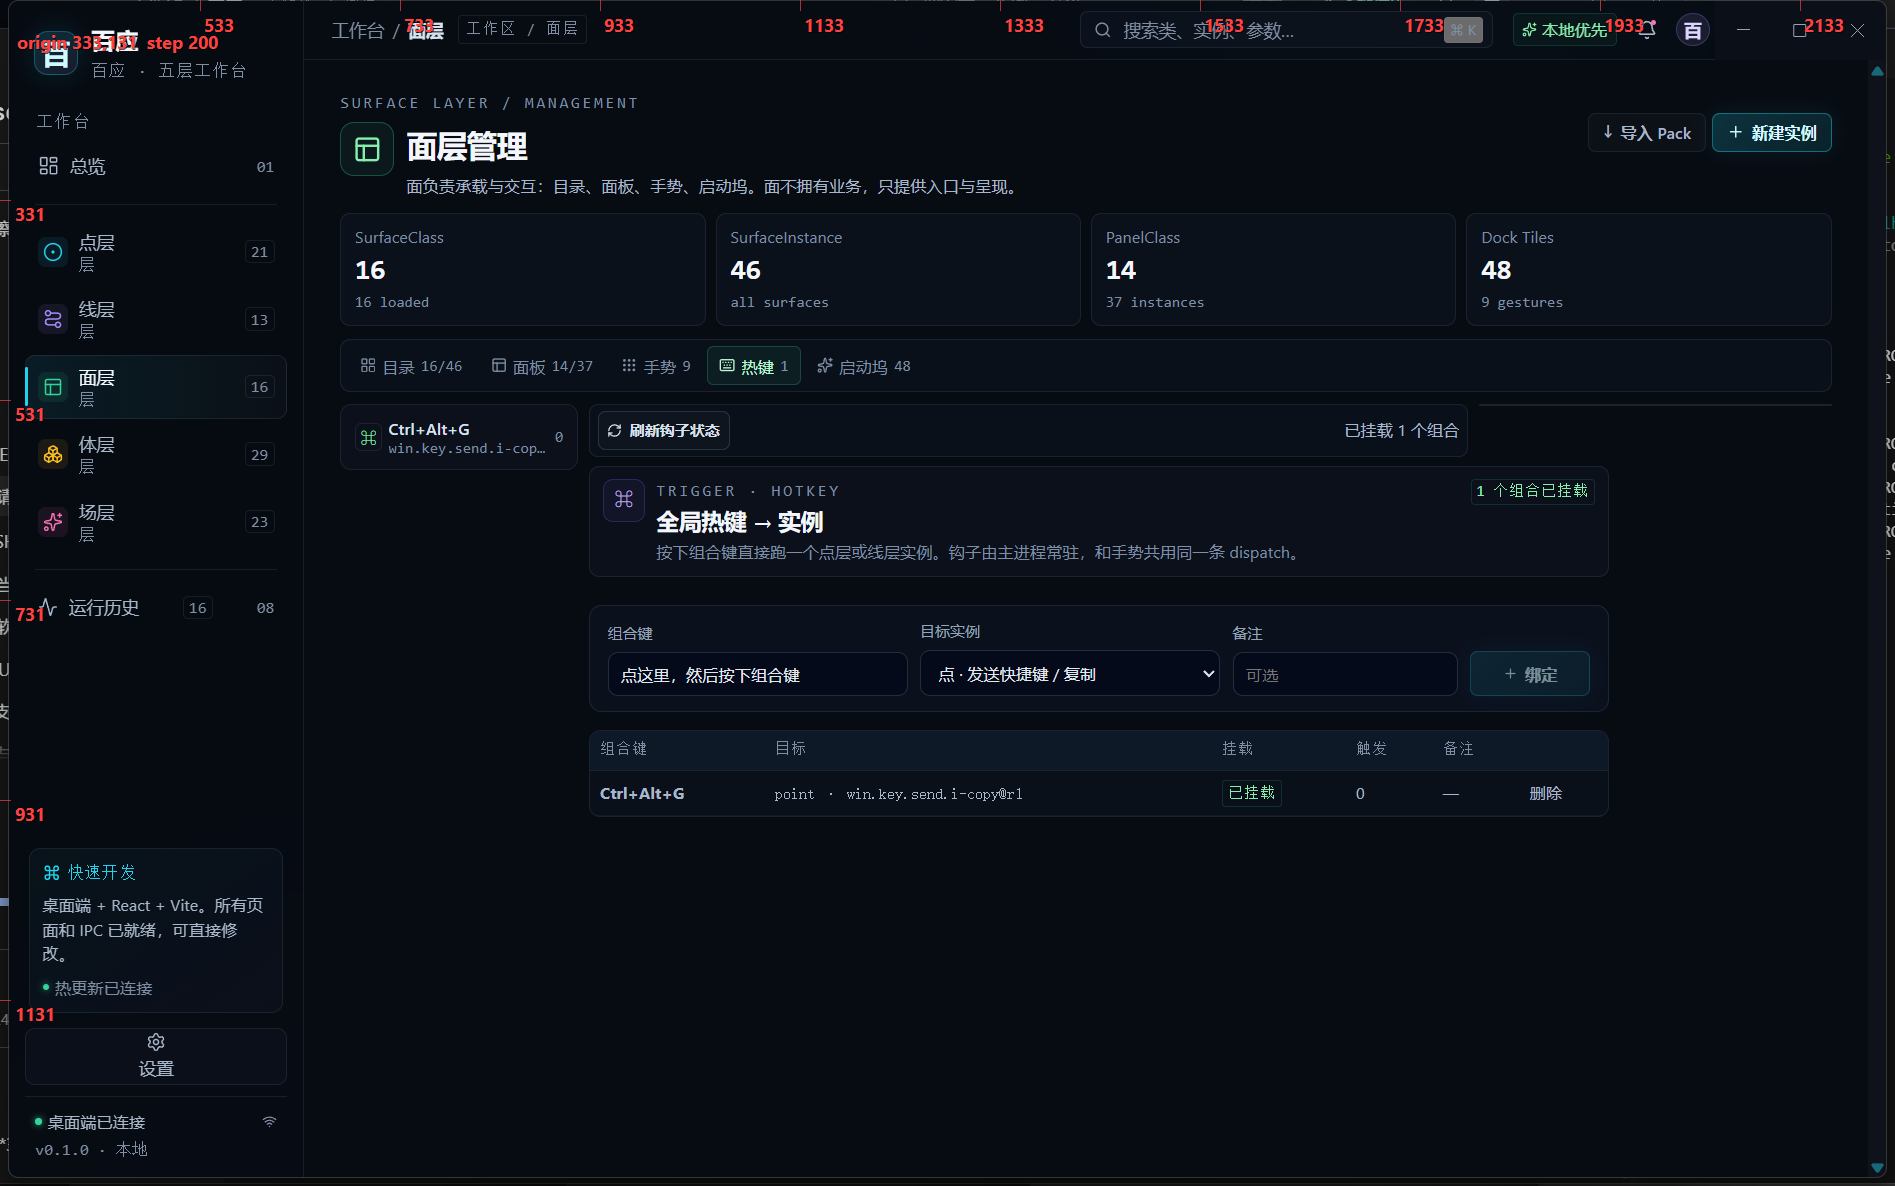 533
733
933
1133
1333
1533
1733
1933
2133
origin 333,131 step 200
百应
百应 · 五层工作台
工作台 / 面层
工作区 / 面层
搜索类、实例、参数...
⌘ K
本地优先
百
工作台
总览 01
331
点层
层
21
线层
层
13
面层
层
16
531
体层
层
29
场层
层
23
731
运行历史 16 08
931
快速开发
桌面端 + React + Vite。所有页
面和 IPC 已就绪，可直接修
改。
热更新已连接
1131
设置
桌面端已连接
v0.1.0 · 本地
SURFACE LAYER / MANAGEMENT
面层管理
面负责承载与交互：目录、面板、手势、启动坞。面不拥有业务，只提供入口与呈现。
导入 Pack
+ 新建实例
SurfaceClass
16
16 loaded
SurfaceInstance
46
all surfaces
PanelClass
14
37 instances
Dock Tiles
48
9 gestures
目录 16/46
面板 14/37
手势 9
热键 1
启动坞 48
Ctrl+Alt+G
win.key.send.i-cop…
0
刷新钩子状态
已挂载 1 个组合
TRIGGER · HOTKEY
全局热键 → 实例
按下组合键直接跑一个点层或线层实例。钩子由主进程常驻，和手势共用同一条 dispatch。
1 个组合已挂载
组合键
点这里，然后按下组合键
目标实例
点 · 发送快捷键 / 复制
备注
可选
+ 绑定
组合键 目标 挂载 触发 备注
Ctrl+Alt+G point · win.key.send.i-copy@r1 已挂载 0 — 删除